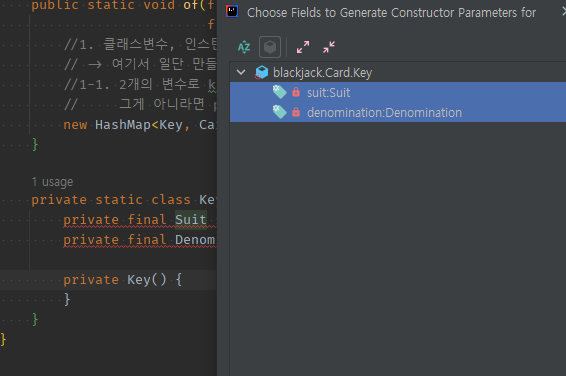 public static void of(f
f
//1. 클래스변수, 인스턴
// → 여기서 일단 만들
//1-1. 2개의 변수로 k
// 그게 아니라면 p
new HashMap<Key, Ca
}
1 usage
private static class Ke
private final Suit
private final Denom
private Key() {
}
}
}
Choose Fields to Generate Constructor Parameters for
blackjack.Card.Key
suit:Suit
denomination:Denomination